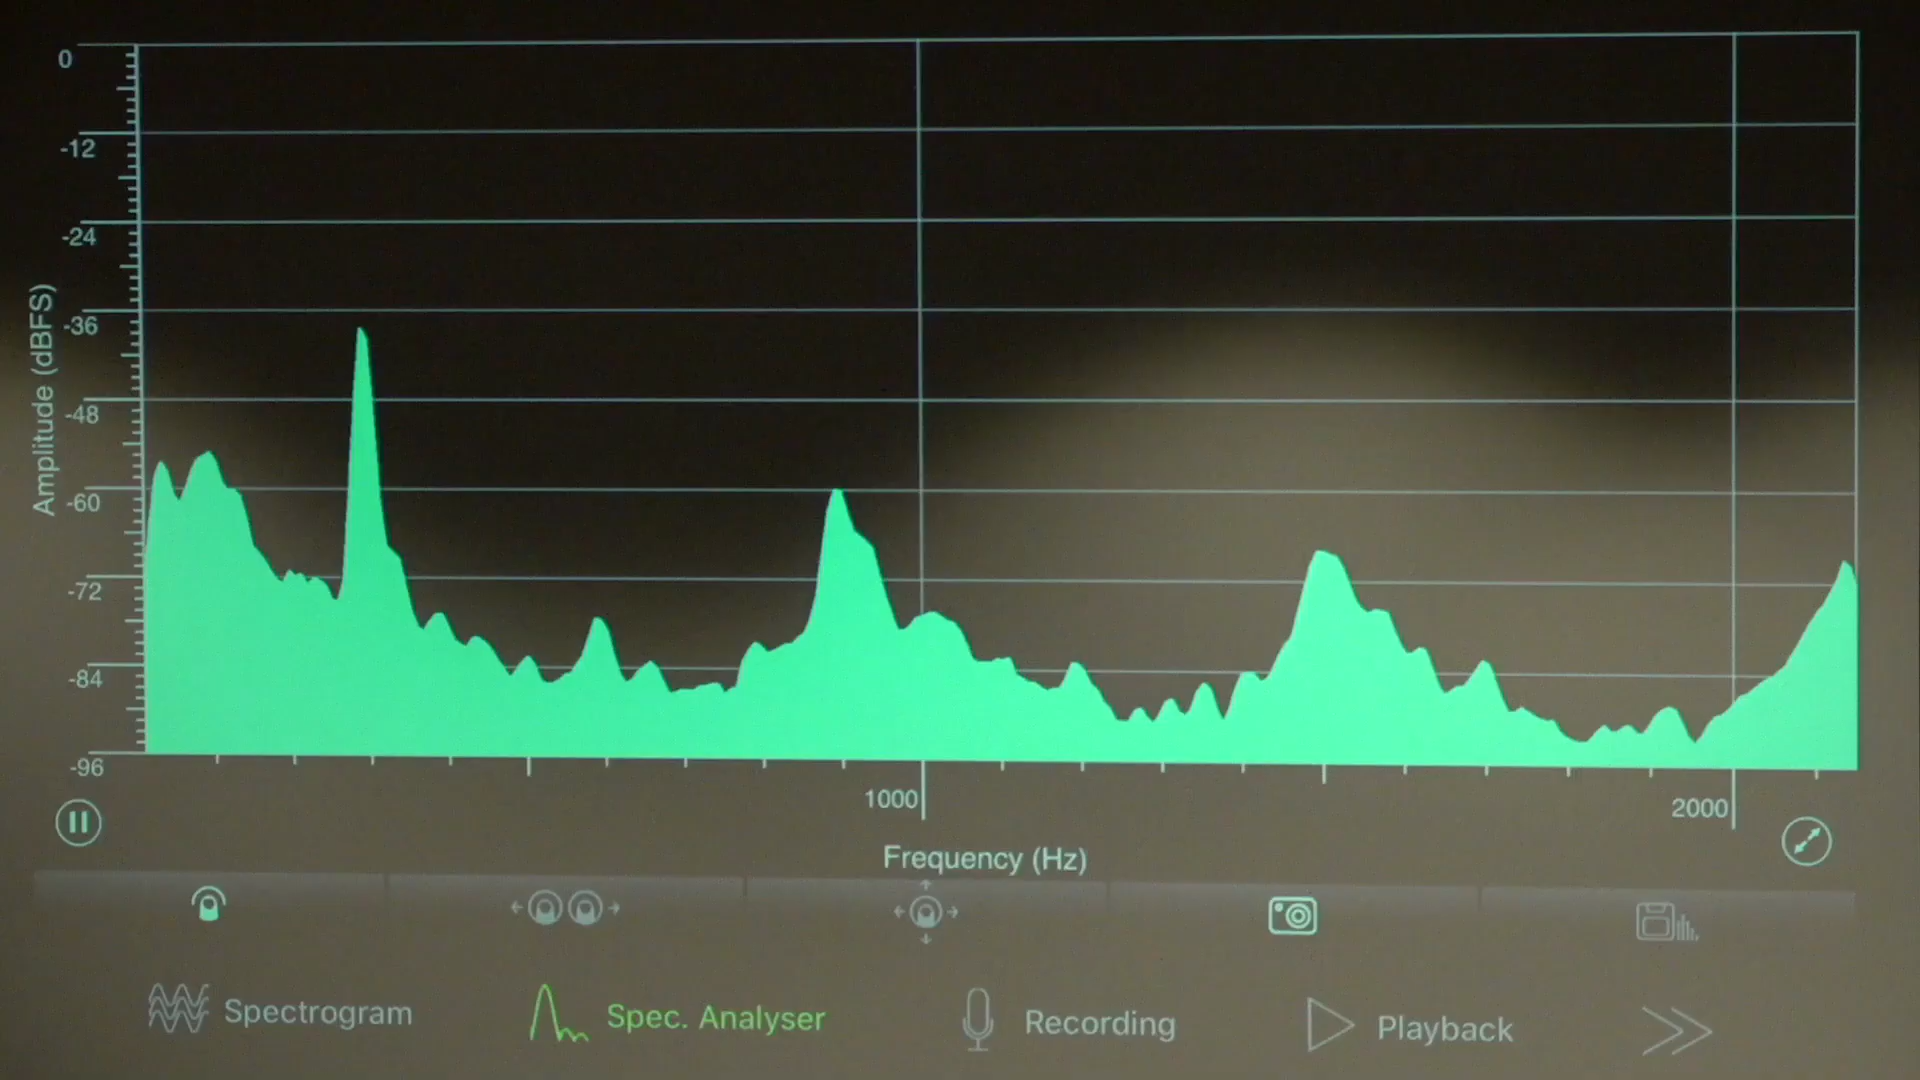 0
-12
-24
-36
-48
-60
-72
-84
-96
Amplitude (dBFS)
1000
2000
Frequency (Hz)
Spectrogram
Spec. Analyser
Recording
Playback